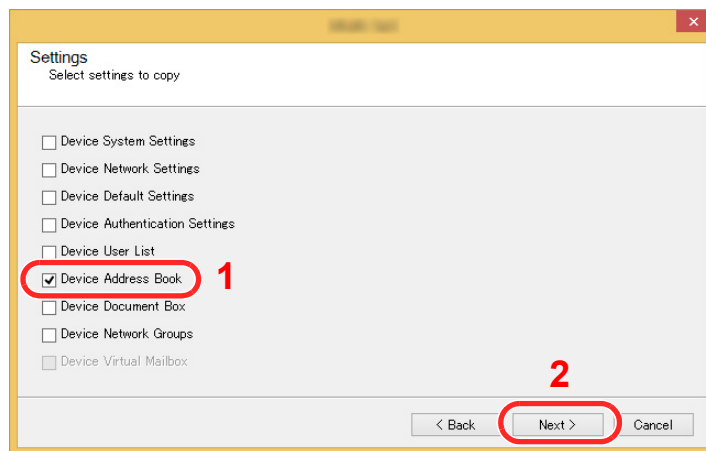 Settings
Select settings to copy
Device System Settings
Device Network Settings
Device Default Settings
Device Authentication Settings
Device User List
Device Address Book
1
Device Document Box
Device Network Groups
Device Virtual Mailbox
2
< Back
Next >
Cancel